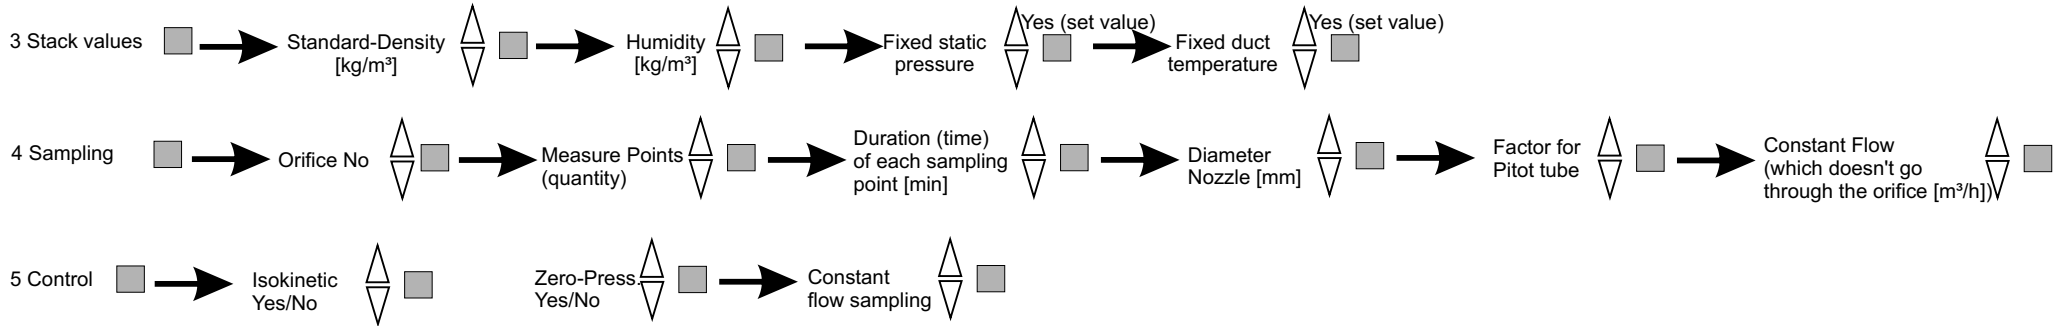 3 Stack values
Standard-Density
[kg/m³]
Humidity
[kg/m³]
Fixed static
pressure
Yes (set value)
Fixed duct
temperature
Yes (set value)
4 Sampling
Orifice No
Measure Points
(quantity)
Duration (time)
of each sampling
point [min]
Diameter
Nozzle [mm]
Factor for
Pitot tube
Constant Flow
(which doesn't go
through the orifice [m³/h])
5 Control
Isokinetic
Yes/No
Zero-Press.
Yes/No
Constant
flow sampling